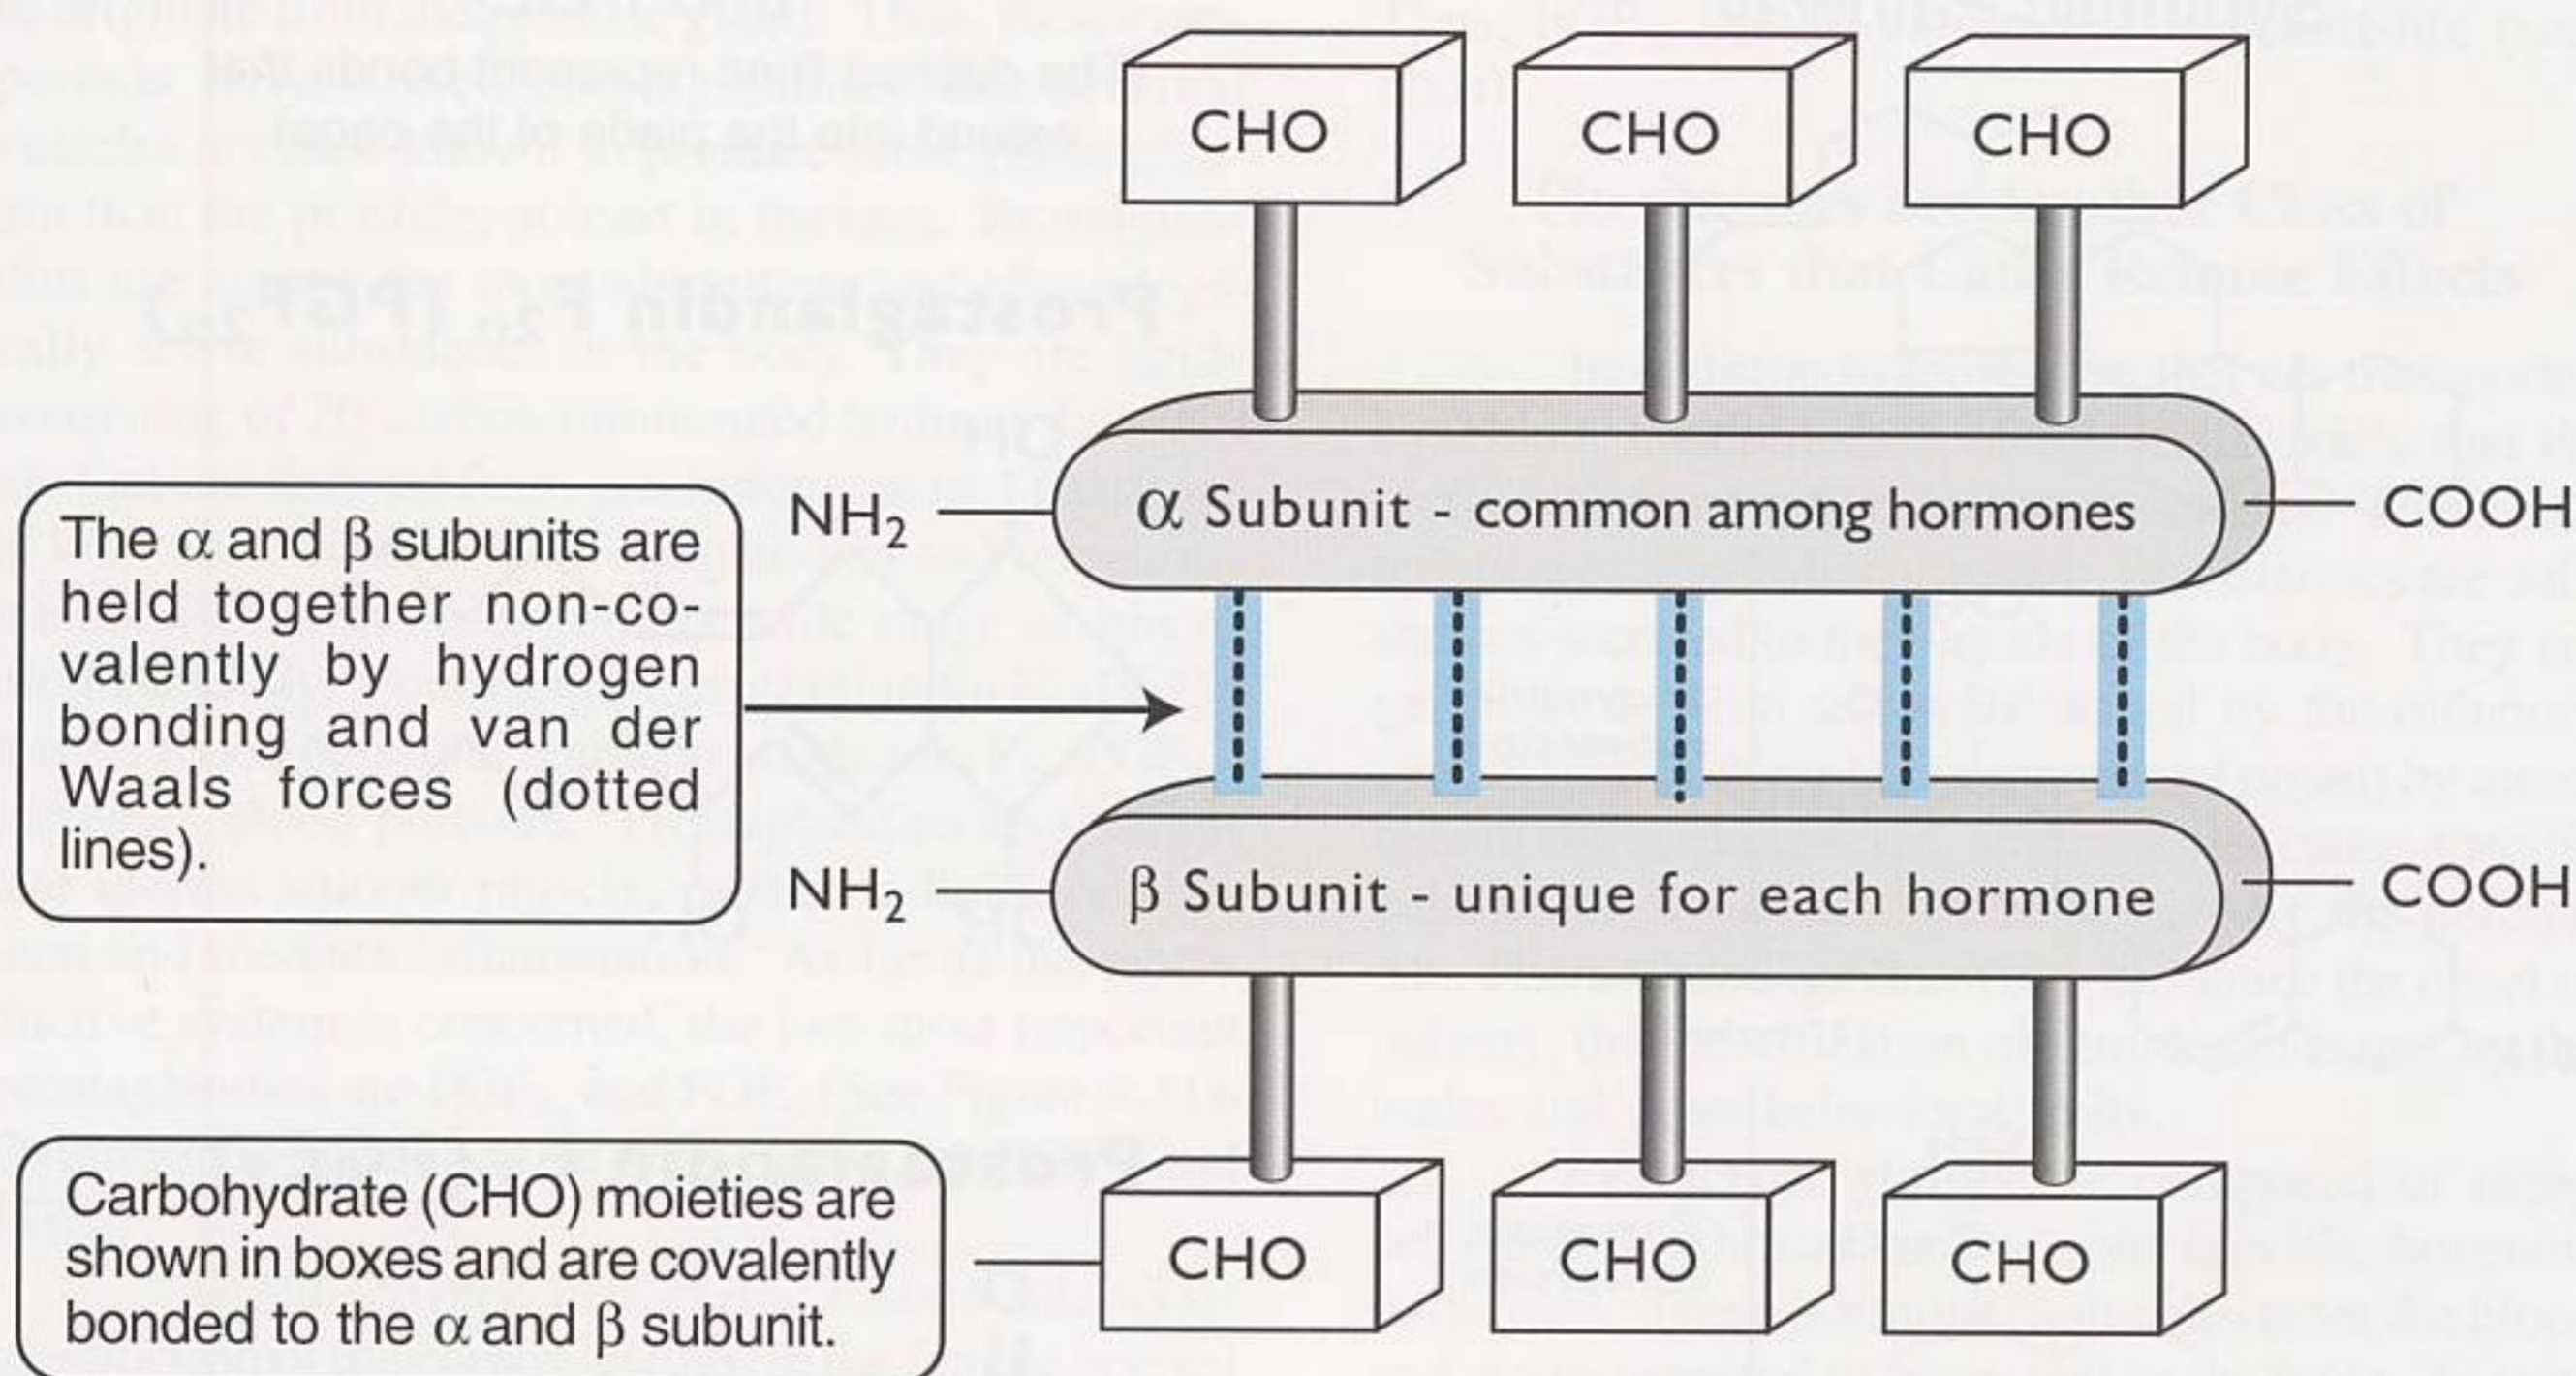 CHO CHO CHO
The α and β subunits are
held together non-co-
valently by hydrogen
bonding and van der
Waals forces (dotted
lines).
NH₂ α Subunit - common among hormones COOH
NH₂ β Subunit - unique for each hormone COOH
Carbohydrate (CHO) moieties are
shown in boxes and are covalently
bonded to the α and β subunit.
CHO CHO CHO